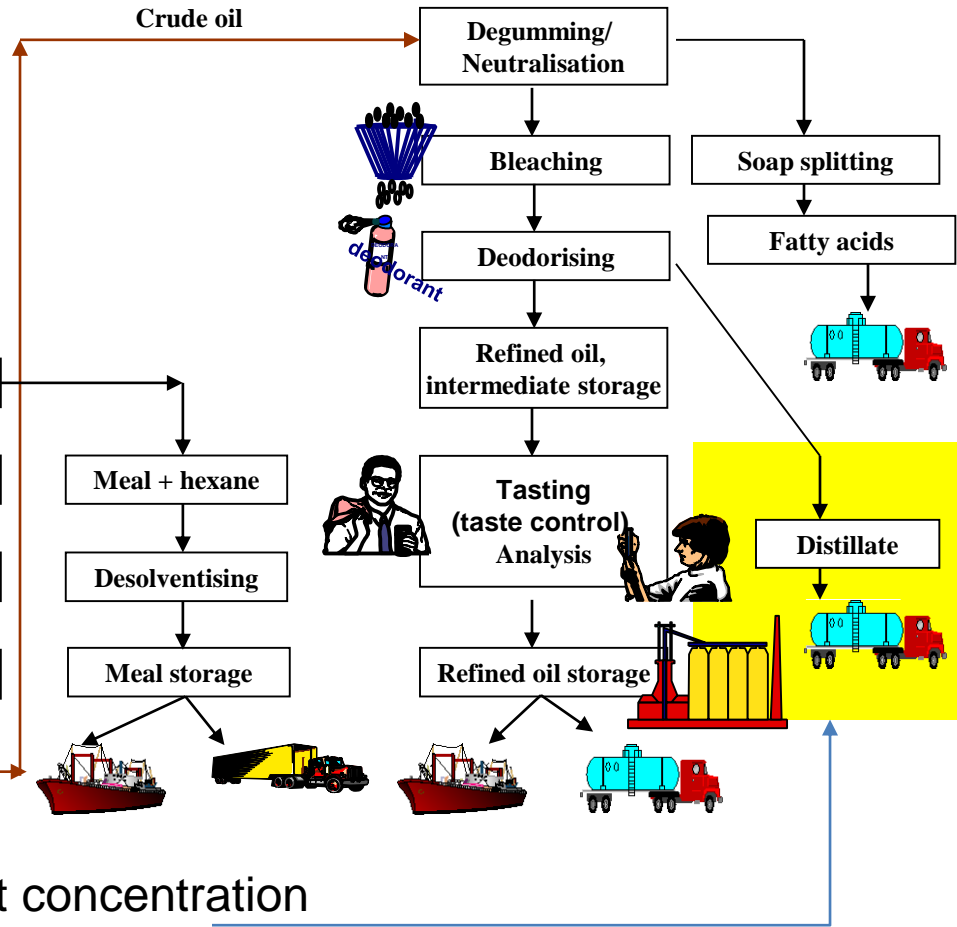 Crude oil
Degumming/
Neutralisation
Bleaching
Soap splitting
deodorant
Deodorising
Fatty acids
Refined oil,
intermediate storage
Meal + hexane
Tasting
(taste control)
Analysis
Distillate
Desolventising
Meal storage
Refined oil storage
t concentration